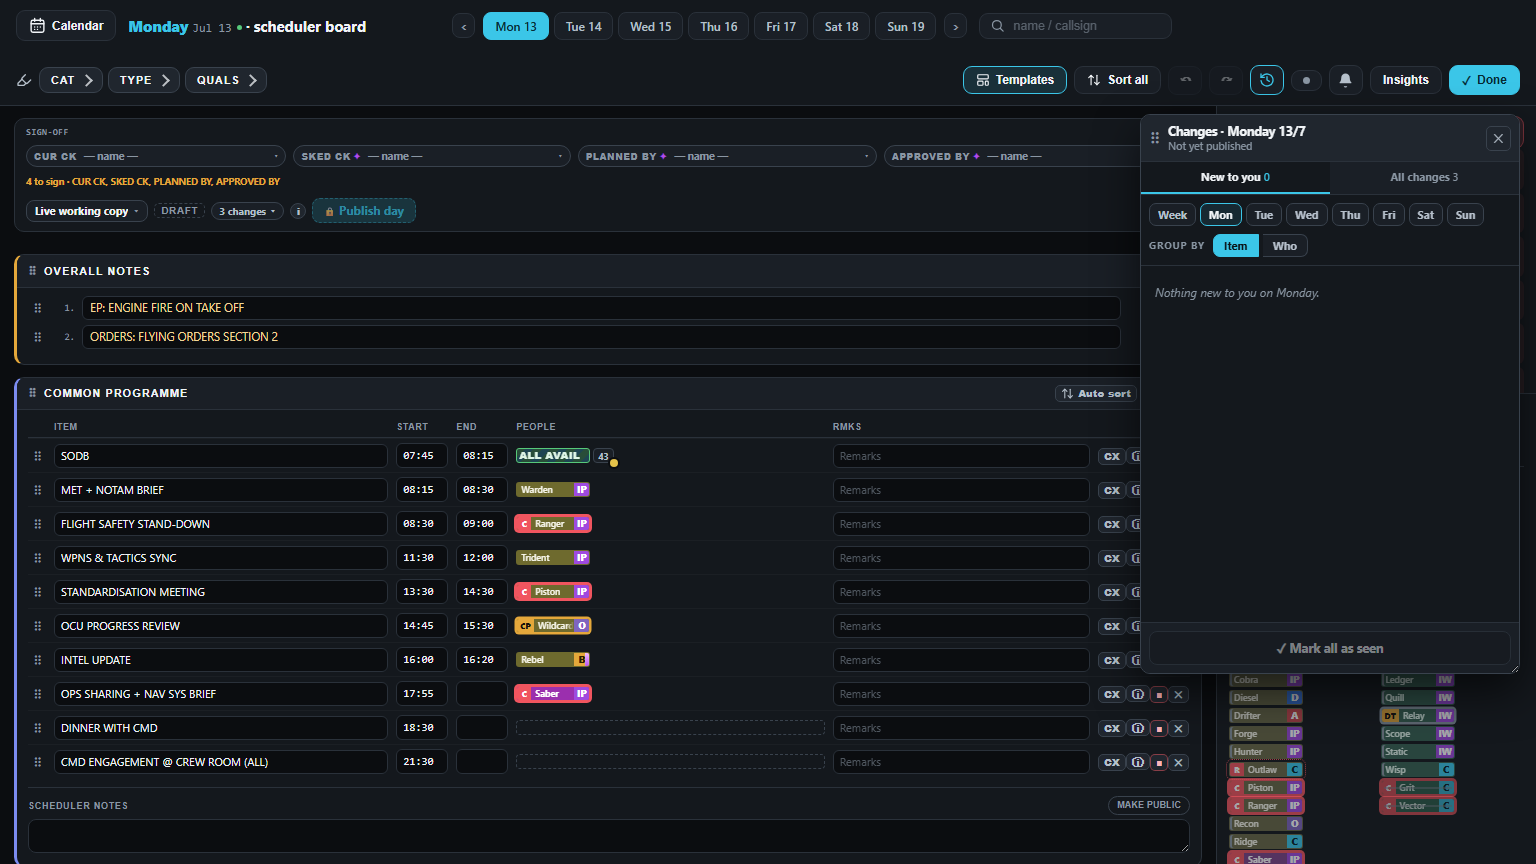 Calendar Monday Jul 13 · scheduler board ‹ Mon 13 Tue 14 Wed 15 Thu 16 Fri 17 Sat 18 Sun 19 › name / callsign
CAT TYPE QUALS Templates Sort all Insights ✓ Done
SIGN-OFF
CUR CK — name — SKED CK ✦ — name — PLANNED BY ✦ — name — APPROVED BY ✦ — name —
4 to sign · CUR CK, SKED CK, PLANNED BY, APPROVED BY
Live working copy DRAFT 3 changes i Publish day
OVERALL NOTES
1. EP: ENGINE FIRE ON TAKE OFF
2. ORDERS: FLYING ORDERS SECTION 2
COMMON PROGRAMME Auto sort
ITEM START END PEOPLE RMKS
SODB 07:45 08:15 ALL AVAIL 43 Remarks CX
MET + NOTAM BRIEF 08:15 08:30 Warden IP Remarks CX
FLIGHT SAFETY STAND-DOWN 08:30 09:00 C Ranger IP Remarks CX
WPNS & TACTICS SYNC 11:30 12:00 Trident IP Remarks CX
STANDARDISATION MEETING 13:30 14:30 C Piston IP Remarks CX
OCU PROGRESS REVIEW 14:45 15:30 CP Wildcard O Remarks CX
INTEL UPDATE 16:00 16:20 Rebel B Remarks CX
OPS SHARING + NAV SYS BRIEF 17:55 C Saber IP Remarks CX
DINNER WITH CMD 18:30 Remarks CX
CMD ENGAGEMENT @ CREW ROOM (ALL) 21:30 Remarks CX
SCHEDULER NOTES MAKE PUBLIC
Changes · Monday 13/7
Not yet published
New to you 0 All changes 3
Week Mon Tue Wed Thu Fri Sat Sun
GROUP BY Item Who
Nothing new to you on Monday.
✓ Mark all as seen
Cobra IP Ledger IW
Diesel D Quill IW
Drifter A DT Relay IW
Forge IP Scope IW
Hunter IP Static IW
R Outlaw C Wisp C
C Piston IP C Grit C
C Ranger IP C Vector C
Recon O
Ridge C
C Saber IP